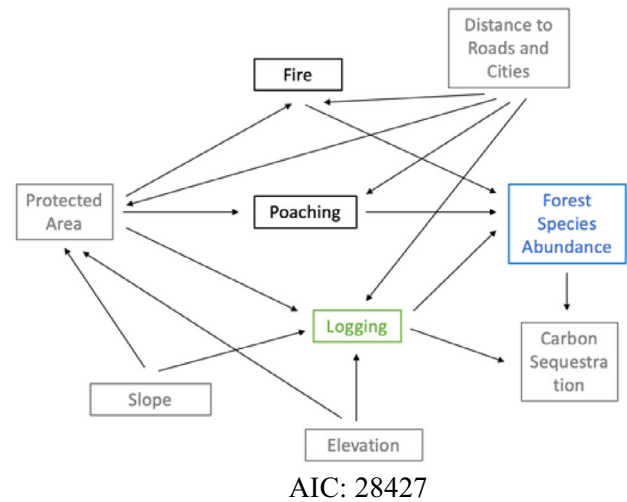 Distance to
Roads and
Cities
Fire
Protected
Area
Poaching
Forest
Species
Abundance
Logging
Carbon
Sequestra
tion
Slope
Elevation
AIC: 28427